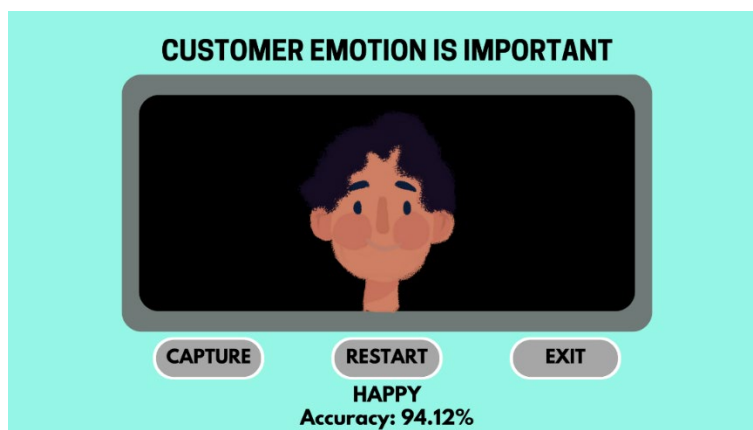 CUSTOMER EMOTION IS IMPORTANT
CAPTURE
RESTART
EXIT
HAPPY
Accuracy: 94.12%